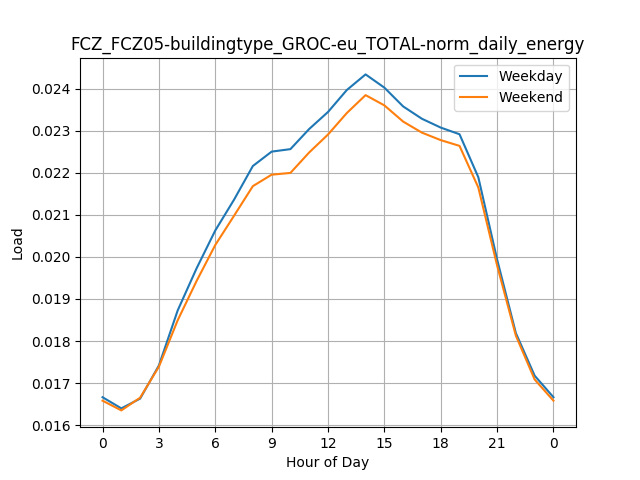 FCZ_FCZ05-buildingtype_GROC-eu_TOTAL-norm_daily_energy
Weekday
Weekend
0.024
0.023
0.022
0.021
0.020
0.019
0.018
0.017
0.016
Load
0 3 6 9 12 15 18 21 0
Hour of Day